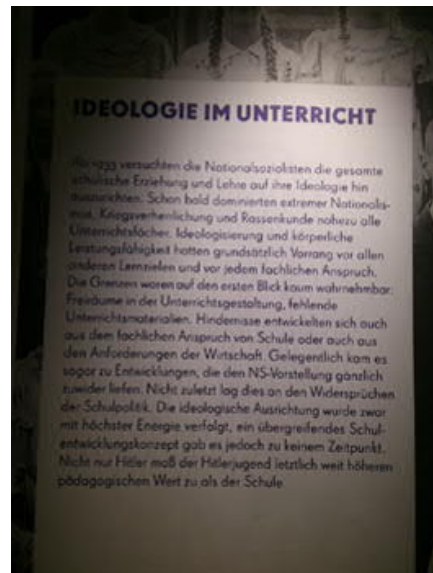 IDEOLOGIE IM UNTERRICHT
Ab 1933 versuchten die Nationalsozialisten die gesamte
schulische Erziehung und Lehre auf ihre Ideologie hin
auszurichten. Schon bald dominierten extremer Nationalis-
mus, Kriegsverherrlichung und Rassenkunde nahezu alle
Unterrichtsfächer. Ideologisierung und körperliche
Leistungsfähigkeit hatten grundsätzlich Vorrang vor allen
anderen Lernzielen und vor jedem fachlichen Anspruch.
Die Grenzen waren auf den ersten Blick kaum wahrnehmbar:
Freiräume in der Unterrichtsgestaltung, fehlende
Unterrichtsmaterialien. Hindernisse entwickelten sich auch
aus dem fachlichen Anspruch von Schule oder auch aus
den Anforderungen der Wirtschaft. Gelegentlich kam es
sogar zu Entwicklungen, die den NS-Vorstellung gänzlich
zuwider liefen. Nicht zuletzt lag dies an den Widersprüchen
der Schulpolitik. Die ideologische Ausrichtung wurde zwar
mit höchster Energie verfolgt, ein übergreifendes Schul-
entwicklungskonzept gab es jedoch zu keinem Zeitpunkt.
Nicht nur Hitler maß der Hitlerjugend letztlich weit höheren
pädagogischen Wert zu als der Schule.